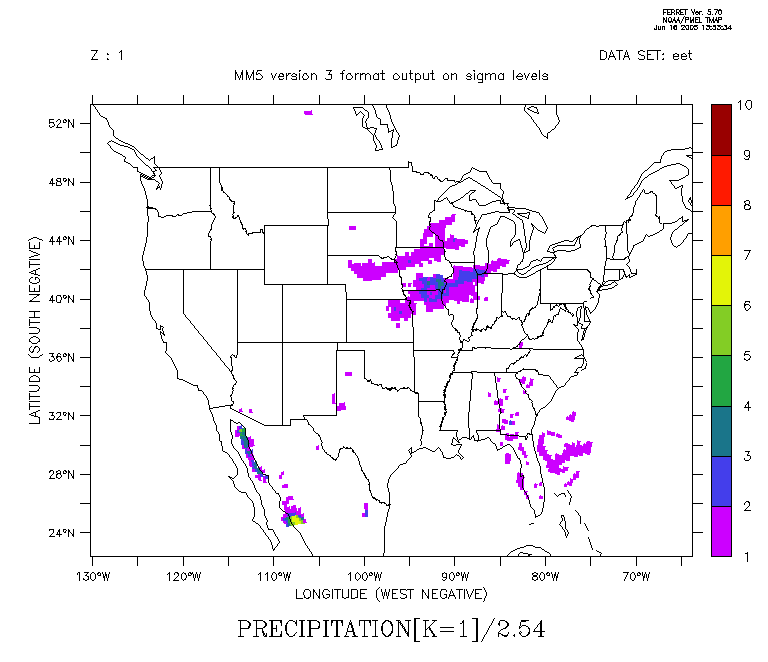 FERRET Ver. 5.70
NOAA/PMEL TMAP
Jun 16 2005 13:53:34
Z : 1
DATA SET: eet
MM5 version 3 format output on sigma levels
52°N
48°N
44°N
40°N
36°N
32°N
28°N
24°N
LATITUDE (SOUTH NEGATIVE)
130°W 120°W 110°W 100°W 90°W 80°W 70°W
LONGITUDE (WEST NEGATIVE)
10
9
8
7
6
5
4
3
2
1
PRECIPITATION[K=1]/2.54